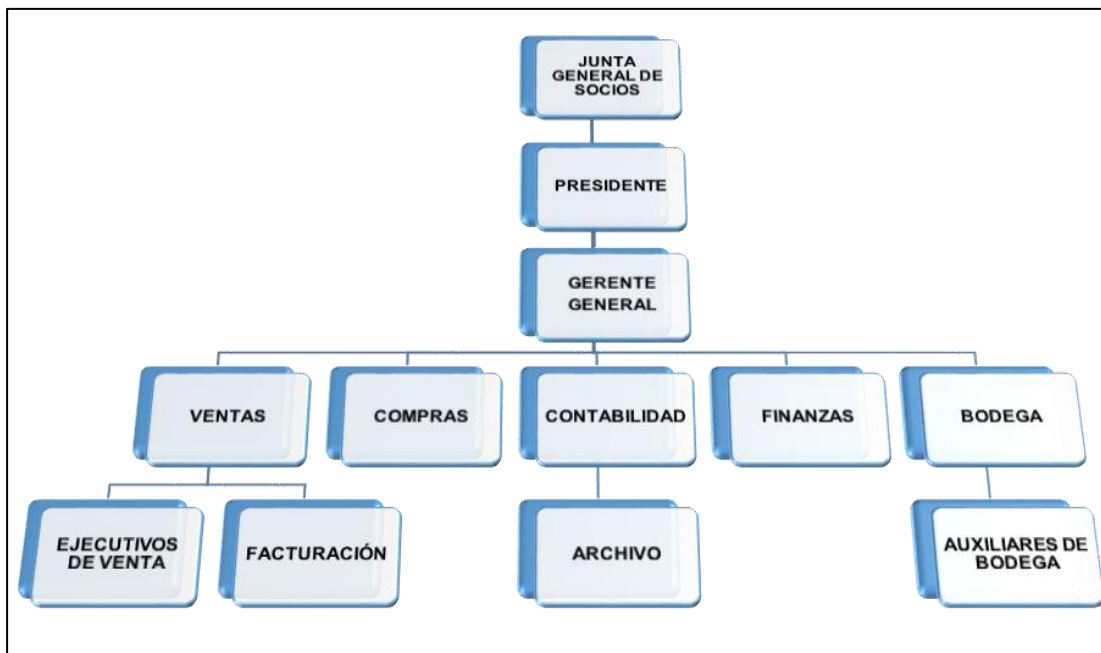 JUNTA
GENERAL DE
SOCIOS
PRESIDENTE
GERENTE
GENERAL
VENTAS
COMPRAS
CONTABILIDAD
FINANZAS
BODEGA
EJECUTIVOS
DE VENTA
FACTURACIÓN
ARCHIVO
AUXILIARES DE
BODEGA